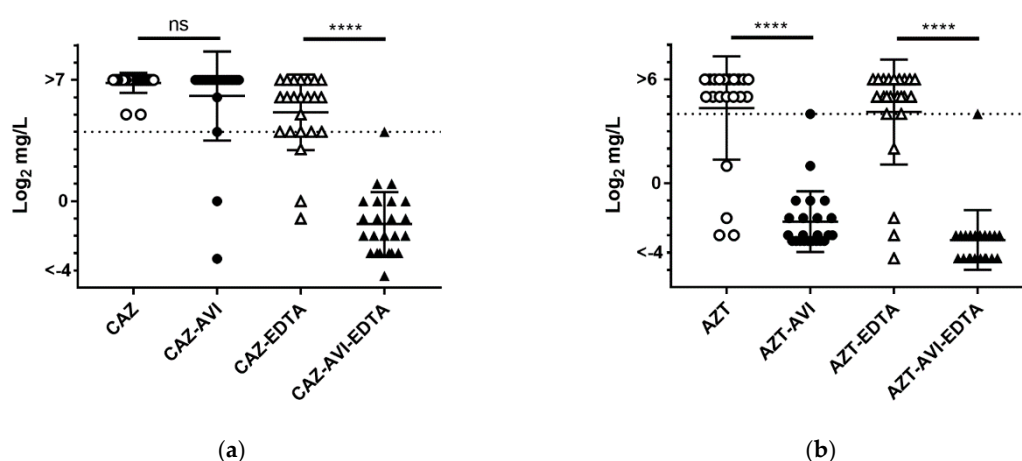 ns
****
>7
0
<-4
Log2 mg/L
CAZ
CAZ-AVI
CAZ-EDTA
CAZ-AVI-EDTA
(a)
****
****
>6
0
<-4
Log2 mg/L
AZT
AZT-AVI
AZT-EDTA
AZT-AVI-EDTA
(b)